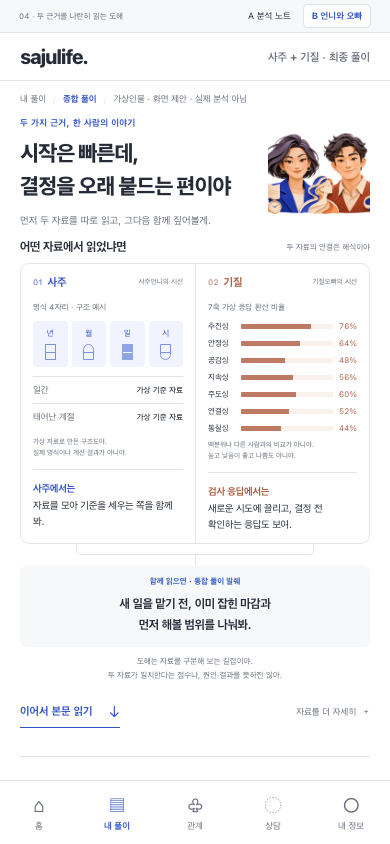 04 · 두 근거를 나란히 읽는 도해
A 분석 노트
B 언니와 오빠
sajulife.
사주 + 기질 · 최종 풀이
내 풀이 / 종합 풀이 / 가상인물 · 화면 제안 · 실제 분석 아님
두 가지 근거, 한 사람의 이야기
시작은 빠른데,
결정을 오래 붙드는 편이야
먼저 두 자료를 따로 읽고, 그다음 함께 짚어볼게.
어떤 자료에서 읽었냐면
두 자료의 연결은 해석이야
01 사주
사주언니의 시선
명식 4자리 · 구조 예시
년 월 일 시
일간 가상 기준 자료
태어난 계절 가상 기준 자료
가상 자료로 만든 구조도야.
실제 명식이나 계산 결과가 아니야.
사주에서는
자료를 모아 기준을 세우는 쪽을 함께
봐.
02 기질
기질오빠의 시선
7축 가상 응답 환산 비율
추진성 76%
안정성 64%
공감성 48%
지속성 56%
주도성 60%
연결성 52%
통찰성 44%
백분위나 다른 사람과의 비교가 아니야.
높고 낮음이 좋고 나쁨도 아니야.
검사 응답에서는
새로운 시도에 끌리고, 결정 전
확인하는 응답도 보여.
함께 읽으면 · 통합 풀이 발췌
새 일을 맡기 전, 이미 잡힌 마감과
먼저 해볼 범위를 나눠봐.
도해는 자료를 구분해 보는 길잡이야.
두 자료가 일치한다는 점수나, 원인·결과를 뜻하진 않아.
이어서 본문 읽기 ↓
자료를 더 자세히 +
홈
내 풀이
관계
상담
내 정보